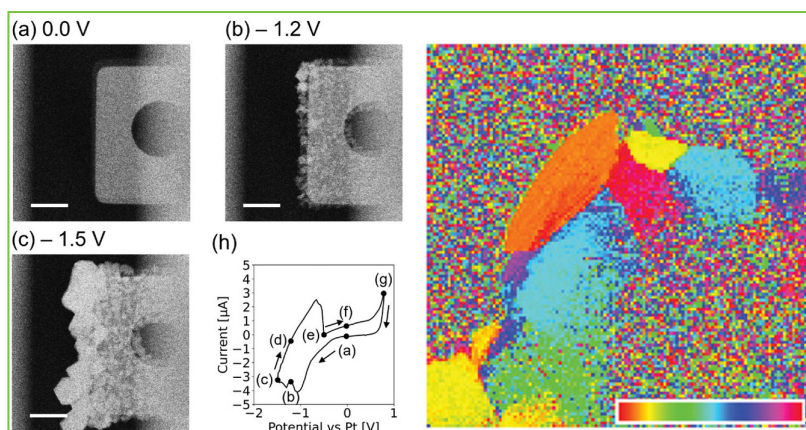 (a) 0.0 V
(b) – 1.2 V
(c) – 1.5 V
(h)
Current [μA]
5
4
3
2
1
0
−1
−2
−3
−4
−5
(g)
(f)
(d)
(e)
(a)
(c)
(b)
−2
−1
0
1
Potential vs Pt [V]